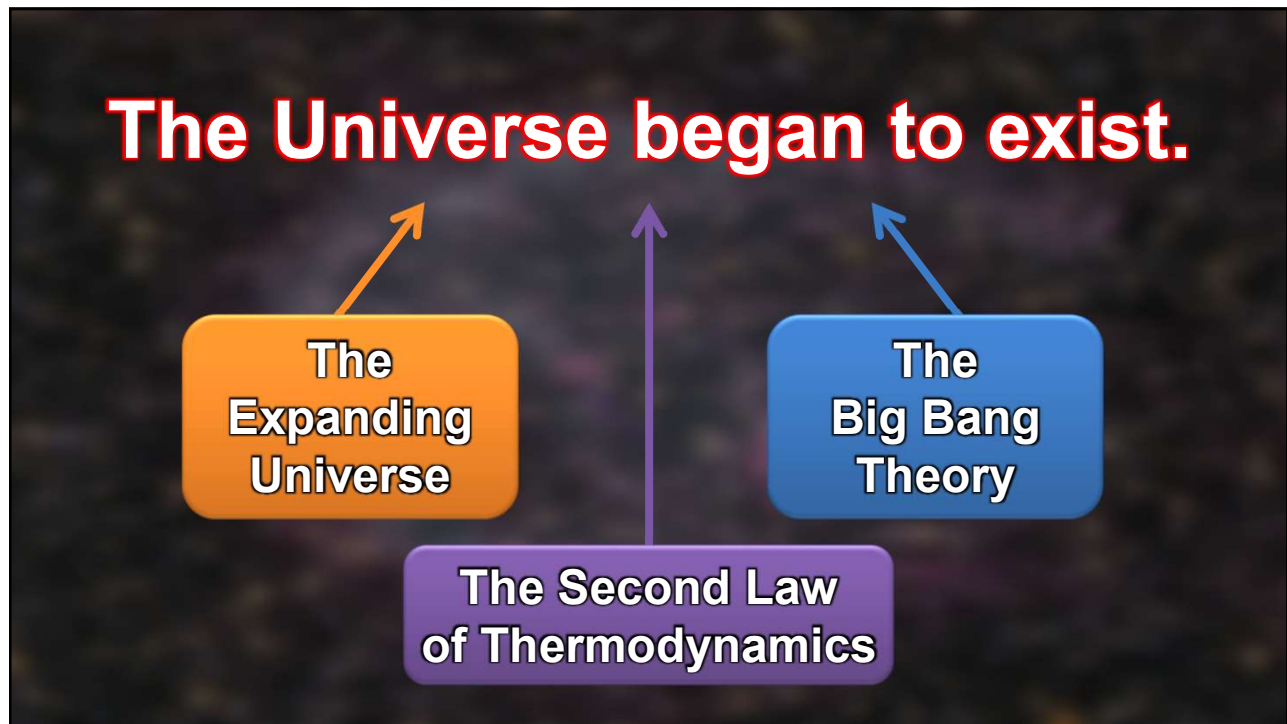 The Universe began to exist.
The
Expanding
Universe
The
Big Bang
Theory
The Second Law
of Thermodynamics